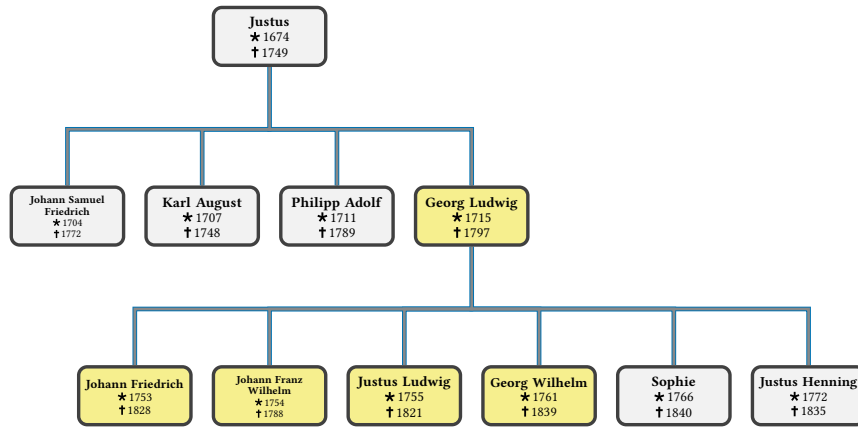 Justus
* 1674
† 1749
Johann Samuel
Friedrich
* 1704
† 1772
Karl August
* 1707
† 1748
Philipp Adolf
* 1711
† 1789
Georg Ludwig
* 1715
† 1797
Johann Friedrich
* 1753
† 1828
Johann Franz
Wilhelm
* 1754
† 1788
Justus Ludwig
* 1755
† 1821
Georg Wilhelm
* 1761
† 1839
Sophie
* 1766
† 1840
Justus Henning
* 1772
† 1835